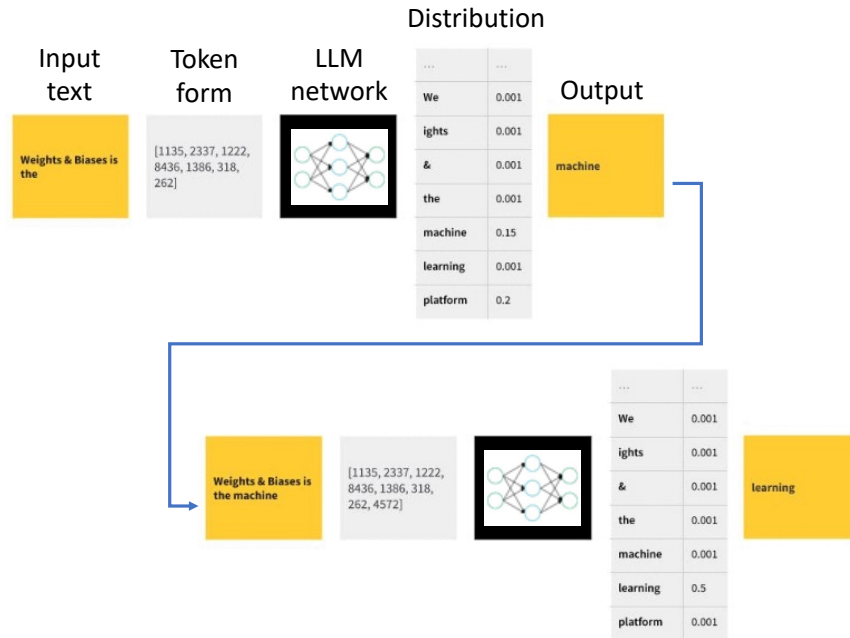 Distribution
Input
text
Token
form
LLM
network
Output
Weights & Biases is
the
[1135, 2337, 1222,
8436, 1386, 318,
262]
... ...
We 0.001
ights 0.001
& 0.001
the 0.001
machine 0.15
learning 0.001
platform 0.2
machine
Weights & Biases is
the machine
[1135, 2337, 1222,
8436, 1386, 318,
262, 4572]
... ...
We 0.001
ights 0.001
& 0.001
the 0.001
machine 0.001
learning 0.5
platform 0.001
learning